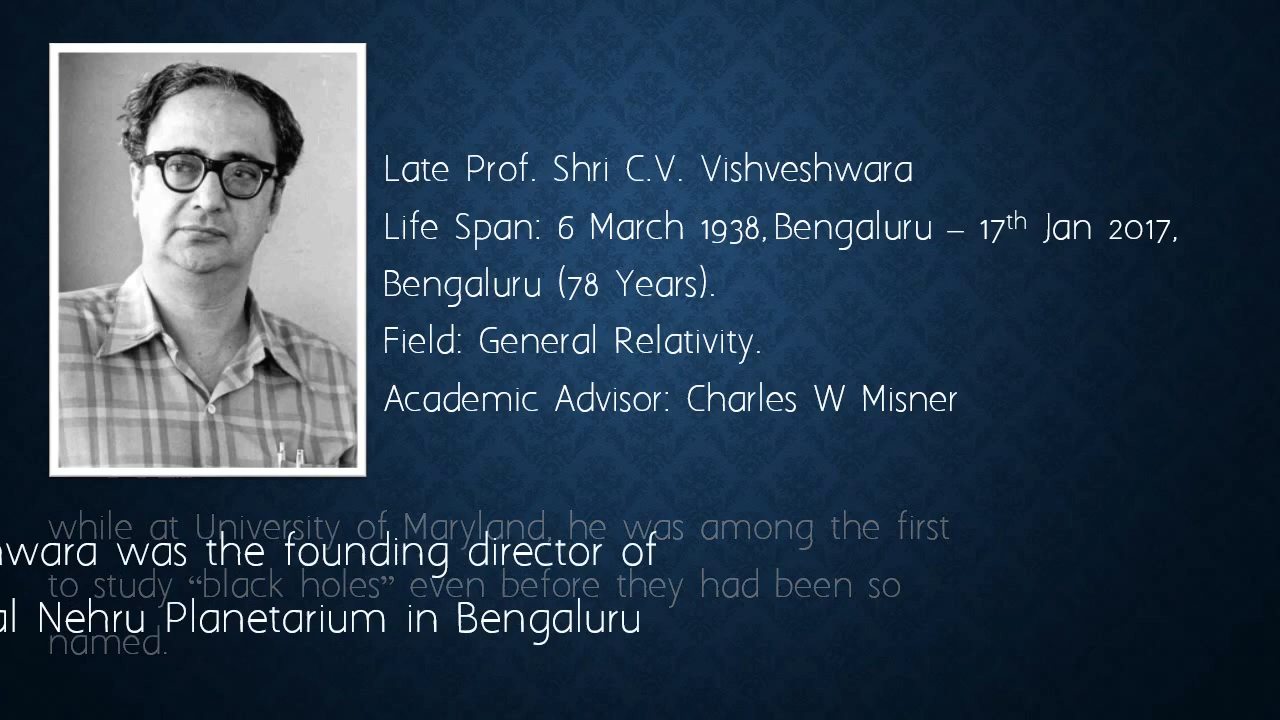 Late Prof. Shri C.V. Vishveshwara
Life Span: 6 March 1938, Bengaluru – 17th Jan 2017,
Bengaluru (78 Years).
Field: General Relativity.
Academic Advisor: Charles W Misner
while at University of Maryland, he was among the first
was the founding director of
to study “black holes” even before they had been so
Nehru Planetarium in Bengaluru
named.